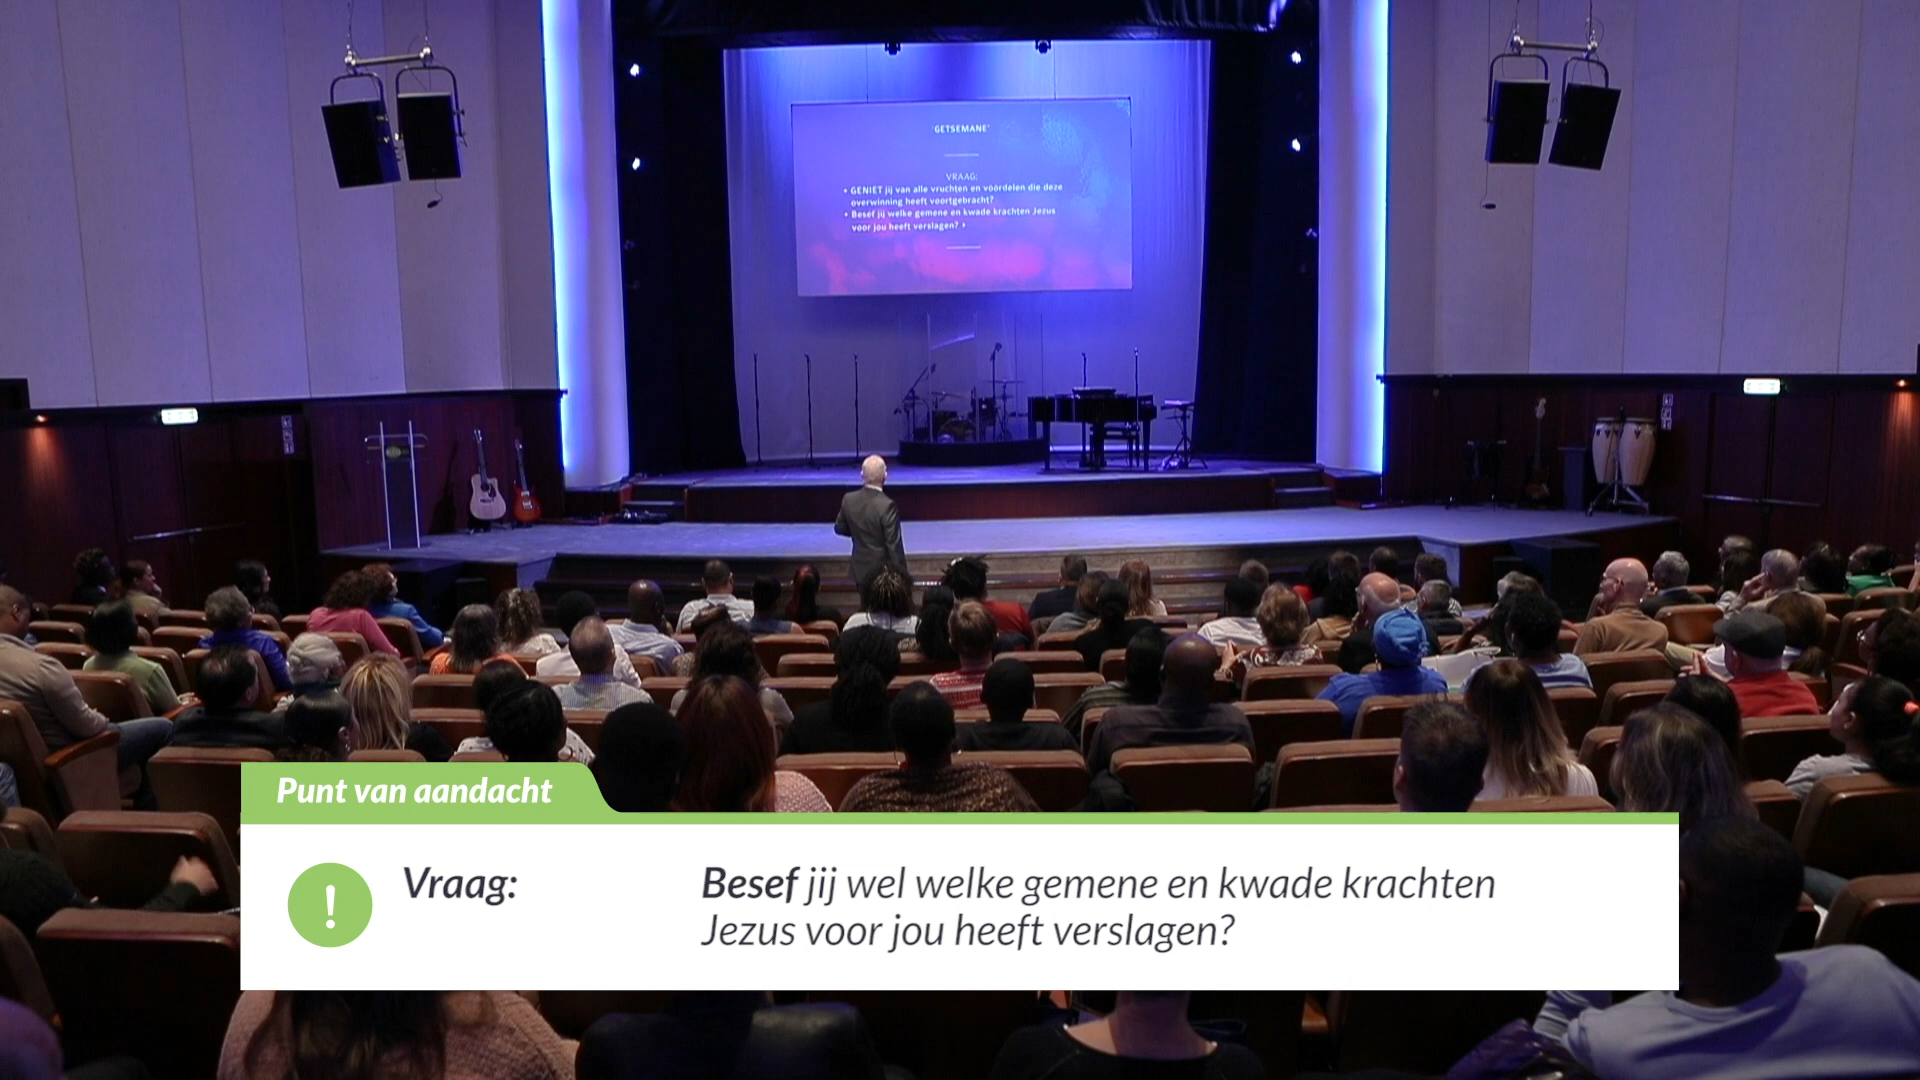 'GETSEMANE'
VRAAG:
• GENIET jij van alle vruchten en voordelen die deze
overwinning heeft voortgebracht?
• Besef jij welke gemene en kwade krachten Jezus
voor jou heeft verslagen? •
Punt van aandacht
!
Vraag:
Besef jij wel welke gemene en kwade krachten
Jezus voor jou heeft verslagen?